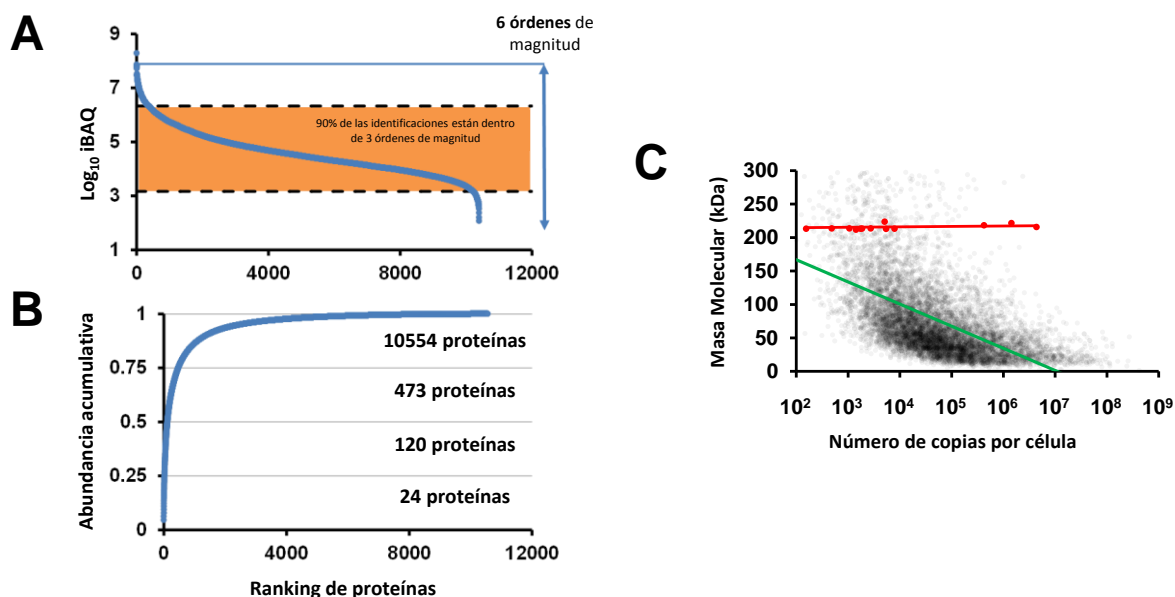 A
6 órdenes de
magnitud
9
7
5
3
1
Log10 iBAQ
90% de las identificaciones están dentro
de 3 órdenes de magnitud
0
4000
8000
12000
B
1
0.75
0.5
0.25
0
Abundancia acumulativa
10554 proteínas
473 proteínas
120 proteínas
24 proteínas
0
4000
8000
12000
Ranking de proteínas
C
300
250
200
150
100
50
0
Masa Molecular (kDa)
10² 10³ 10⁴ 10⁵ 10⁶ 10⁷ 10⁸ 10⁹
Número de copias por célula